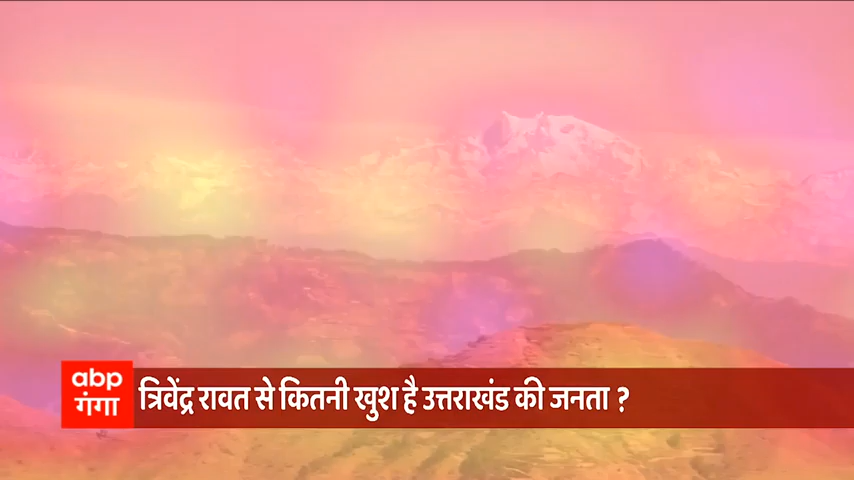 abp
गंगा
त्रिवेंद्र रावत से कितनी खुश है उत्तराखंड की जनता ?